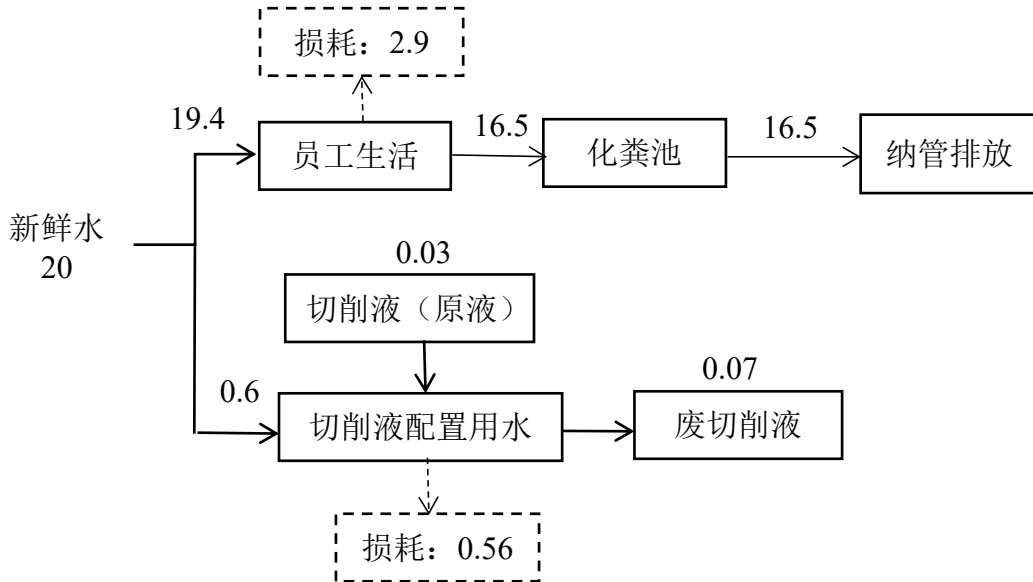 损耗：2.9
19.4
员工生活
16.5
化粪池
16.5
纳管排放
新鲜水
20
0.03
切削液（原液）
0.6
切削液配置用水
0.07
废切削液
损耗：0.56